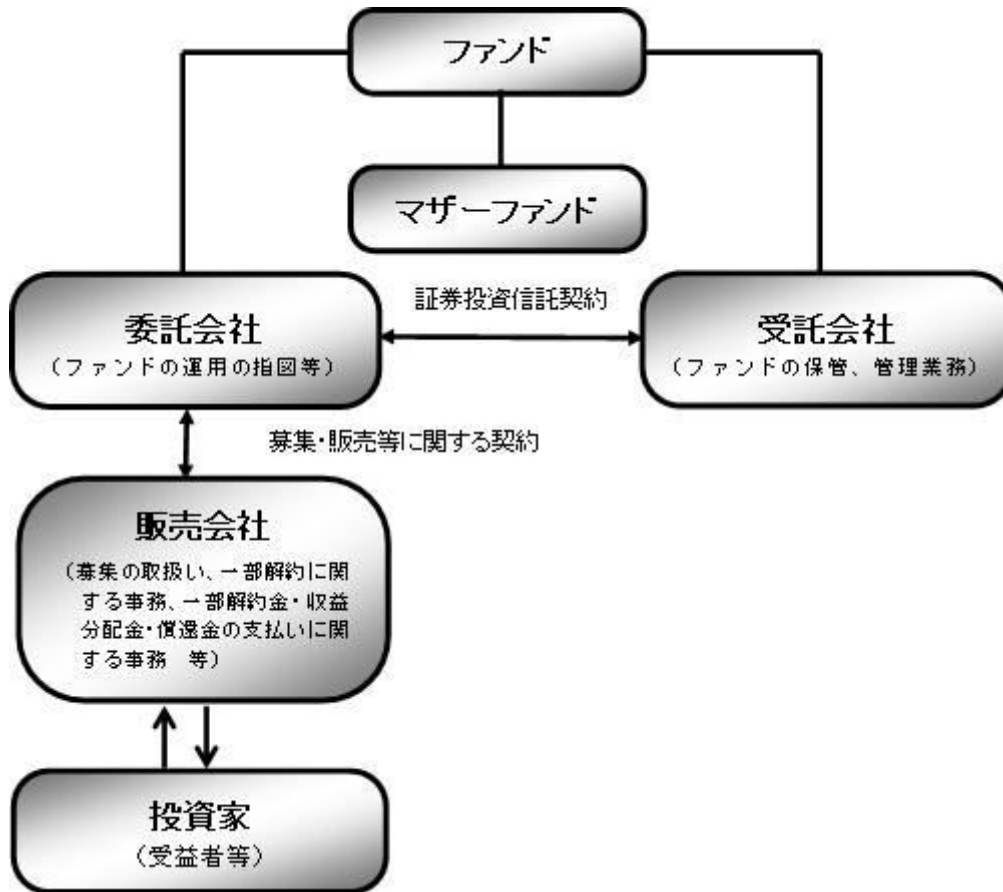 ファンド
マザーファンド
証券投資信託契約
委託会社
(ファンドの運用の指図等)
受託会社
(ファンドの保管、管理業務)
募集・販売等に関する契約
販売会社
(募集の取扱い、一部解約に関
する事務、一部解約金・収益
分配金・償還金の支払いに関
する事務　等)
投資家
(受益者等)